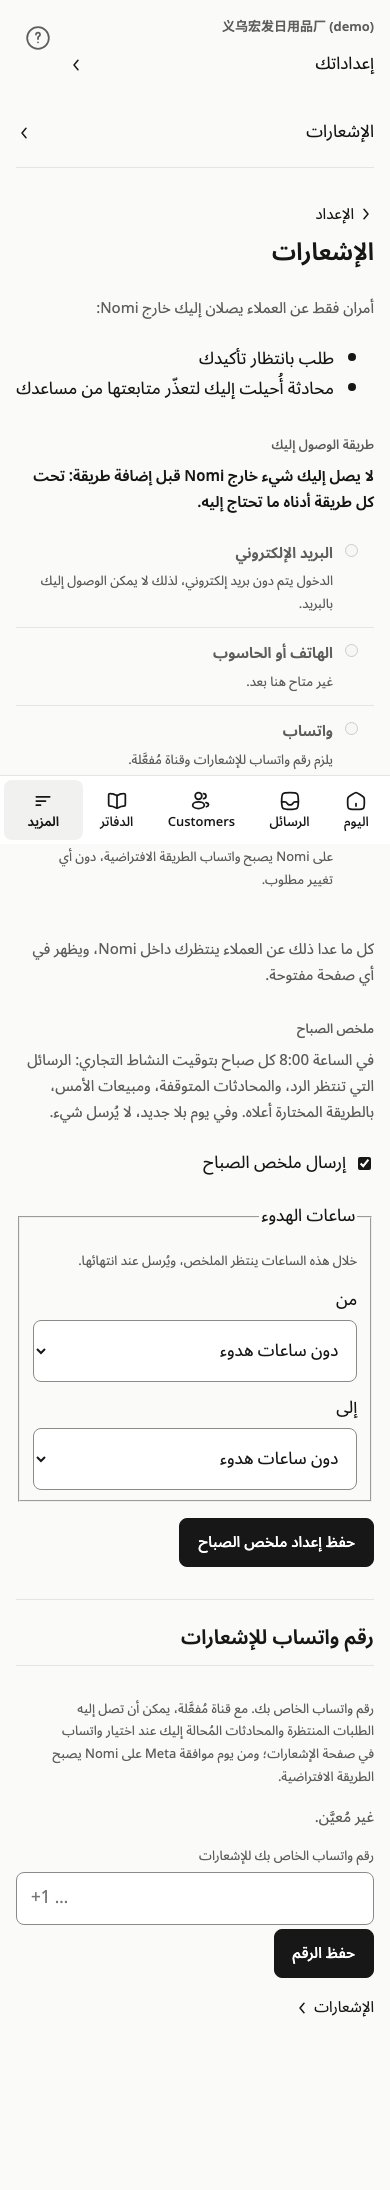 义乌宏发日用品厂 (demo)
إعداداتك
الإشعارات
الإعداد
الإشعارات
أمران فقط عن العملاء يصلان إليك خارج Nomi:
طلب بانتظار تأكيدك
محادثة أُحيلت إليك لتعذّر متابعتها من مساعدك
طريقة الوصول إليك
لا يصل إليك شيء خارج Nomi قبل إضافة طريقة: تحت
كل طريقة أدناه ما تحتاج إليه.
البريد الإلكتروني
الدخول يتم دون بريد إلكتروني، لذلك لا يمكن الوصول إليك
بالبريد.
الهاتف أو الحاسوب
غير متاح هنا بعد.
واتساب
يلزم رقم واتساب للإشعارات وقناة مُفعَّلة.
اليوم
الرسائل
Customers
الدفاتر
المزيد
على Nomi يصبح واتساب الطريقة الافتراضية، دون أي
تغيير مطلوب.
كل ما عدا ذلك عن العملاء ينتظرك داخل Nomi، ويظهر في
أي صفحة مفتوحة.
ملخص الصباح
في الساعة 8:00 كل صباح بتوقيت النشاط التجاري: الرسائل
التي تنتظر الرد، والمحادثات المتوقفة، ومبيعات الأمس،
بالطريقة المختارة أعلاه. وفي يوم بلا جديد، لا يُرسل شيء.
إرسال ملخص الصباح
ساعات الهدوء
خلال هذه الساعات ينتظر الملخص، ويُرسل عند انتهائها.
من
دون ساعات هدوء
إلى
دون ساعات هدوء
حفظ إعداد ملخص الصباح
رقم واتساب للإشعارات
رقم واتساب الخاص بك. مع قناة مُفعَّلة، يمكن أن تصل إليه
الطلبات المنتظرة والمحادثات المُحالة إليك عند اختيار واتساب
في صفحة الإشعارات؛ ومن يوم موافقة Meta على Nomi يصبح
الطريقة الافتراضية.
غير مُعيَّن.
رقم واتساب الخاص بك للإشعارات
+1 ...
حفظ الرقم
الإشعارات